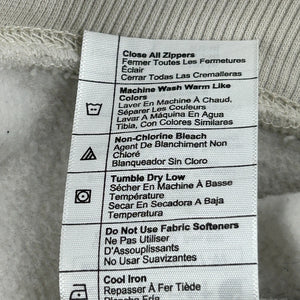 Close All Zippers
Fermer Toutes Les Fermetures
Éclair
Cerrar Todas Las Cremalleras
Machine Wash Warm Like
Colors
Laver En Machine À Chaud,
Séparer Les Couleurs
Lavar A Máquina En Agua
Tibia, Con Colores Similares
Non-Chlorine Bleach
Agent De Blanchiment Non
Chloré
Blanqueador Sin Cloro
Tumble Dry Low
Sécher En Machine À Basse
Température
Secar En Secadora A Baja
Temperatura
Do Not Use Fabric Softeners
Ne Pas Utiliser
D'Assouplissants
No Usar Suavizantes
Cool Iron
Repasser À Fer Tiède
Plancha Fría